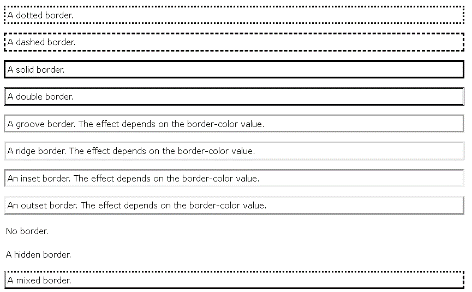 A dotted border.
A dashed border.
A solid border.
A double border.
A groove border. The effect depends on the border-color value.
A ridge border. The effect depends on the border-color value
An inset border. The effect depends on the border-color value.
An outset border. The effect depends on the border-color value.
No border.
A hidden border.
A mixed border.